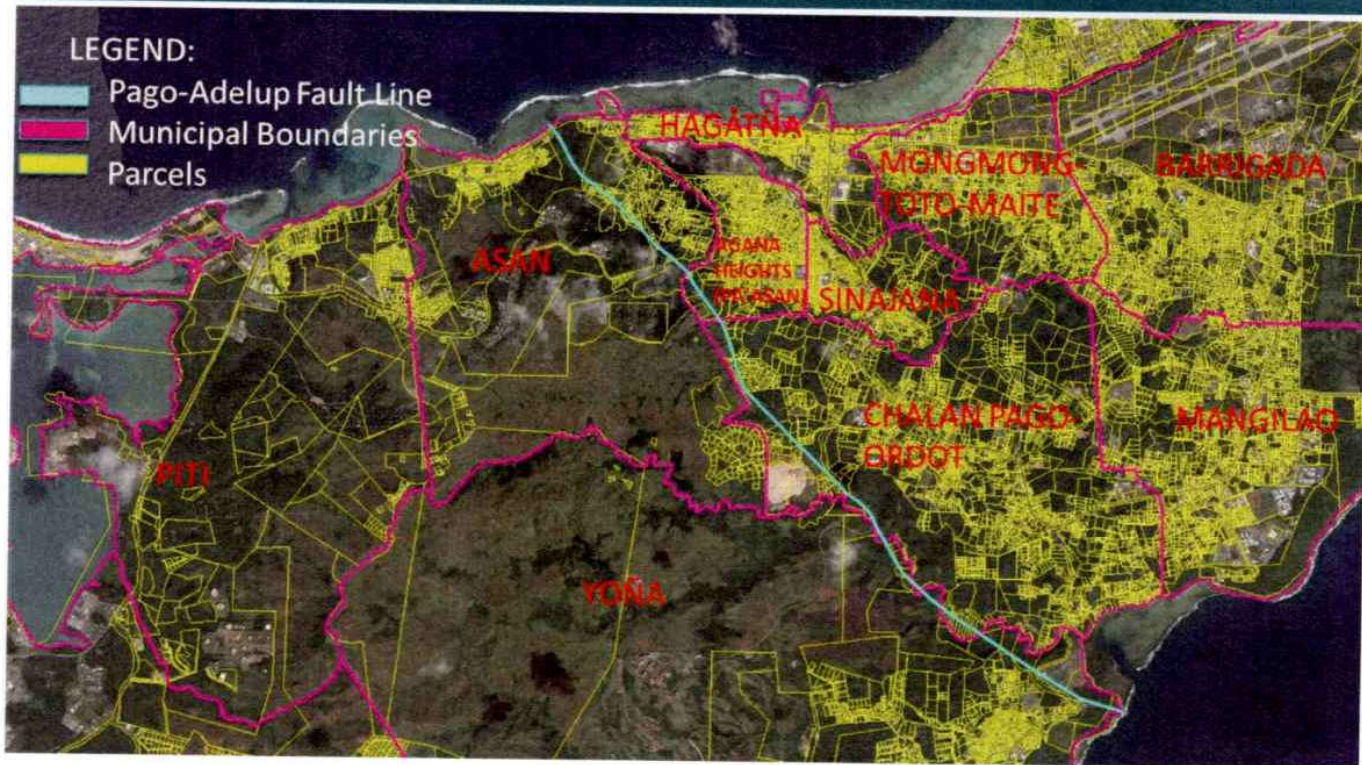 LEGEND:
Pago-Adelup Fault Line
Municipal Boundaries
Parcels
HAGÅTÑA
MONGMONG-
TOTO-MAITE
BARRIGADA
ASAN
AGANA
HEIGHTS
SINAJANA
CHALAN PAGO-
ORDOT
MANGILAO
PITI
YOÑA